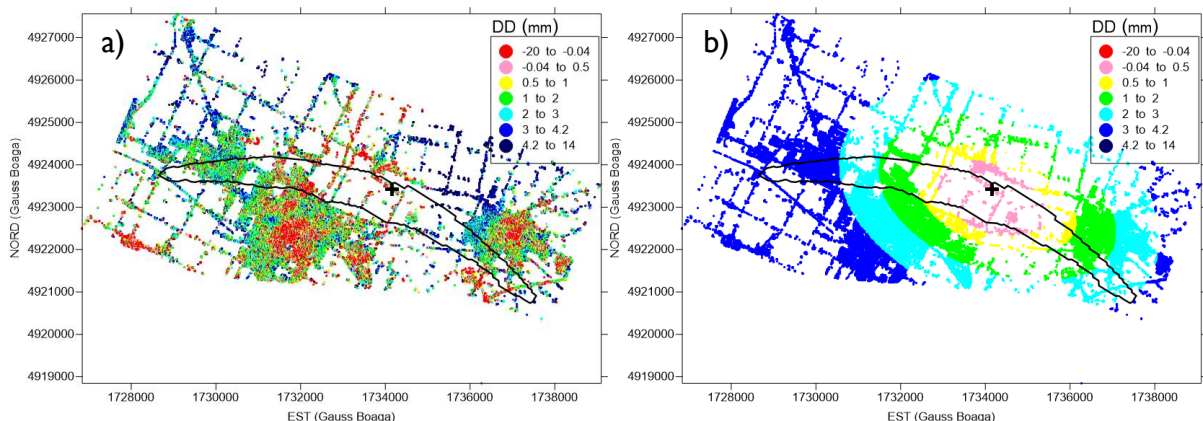 a)
DD (mm)
-20 to -0.04
-0.04 to 0.5
0.5 to 1
1 to 2
2 to 3
3 to 4.2
4.2 to 14
4927000
4926000
4925000
4924000
4923000
4922000
4921000
4920000
4919000
NORD (Gauss Boaga)
1728000 1730000 1732000 1734000 1736000 1738000
EST (Gauss Boaga)
b)
DD (mm)
-20 to -0.04
-0.04 to 0.5
0.5 to 1
1 to 2
2 to 3
3 to 4.2
4.2 to 14
4927000
4926000
4925000
4924000
4923000
4922000
4921000
4920000
4919000
NORD (Gauss Boaga)
1728000 1730000 1732000 1734000 1736000 1738000
EST (Gauss Boaga)